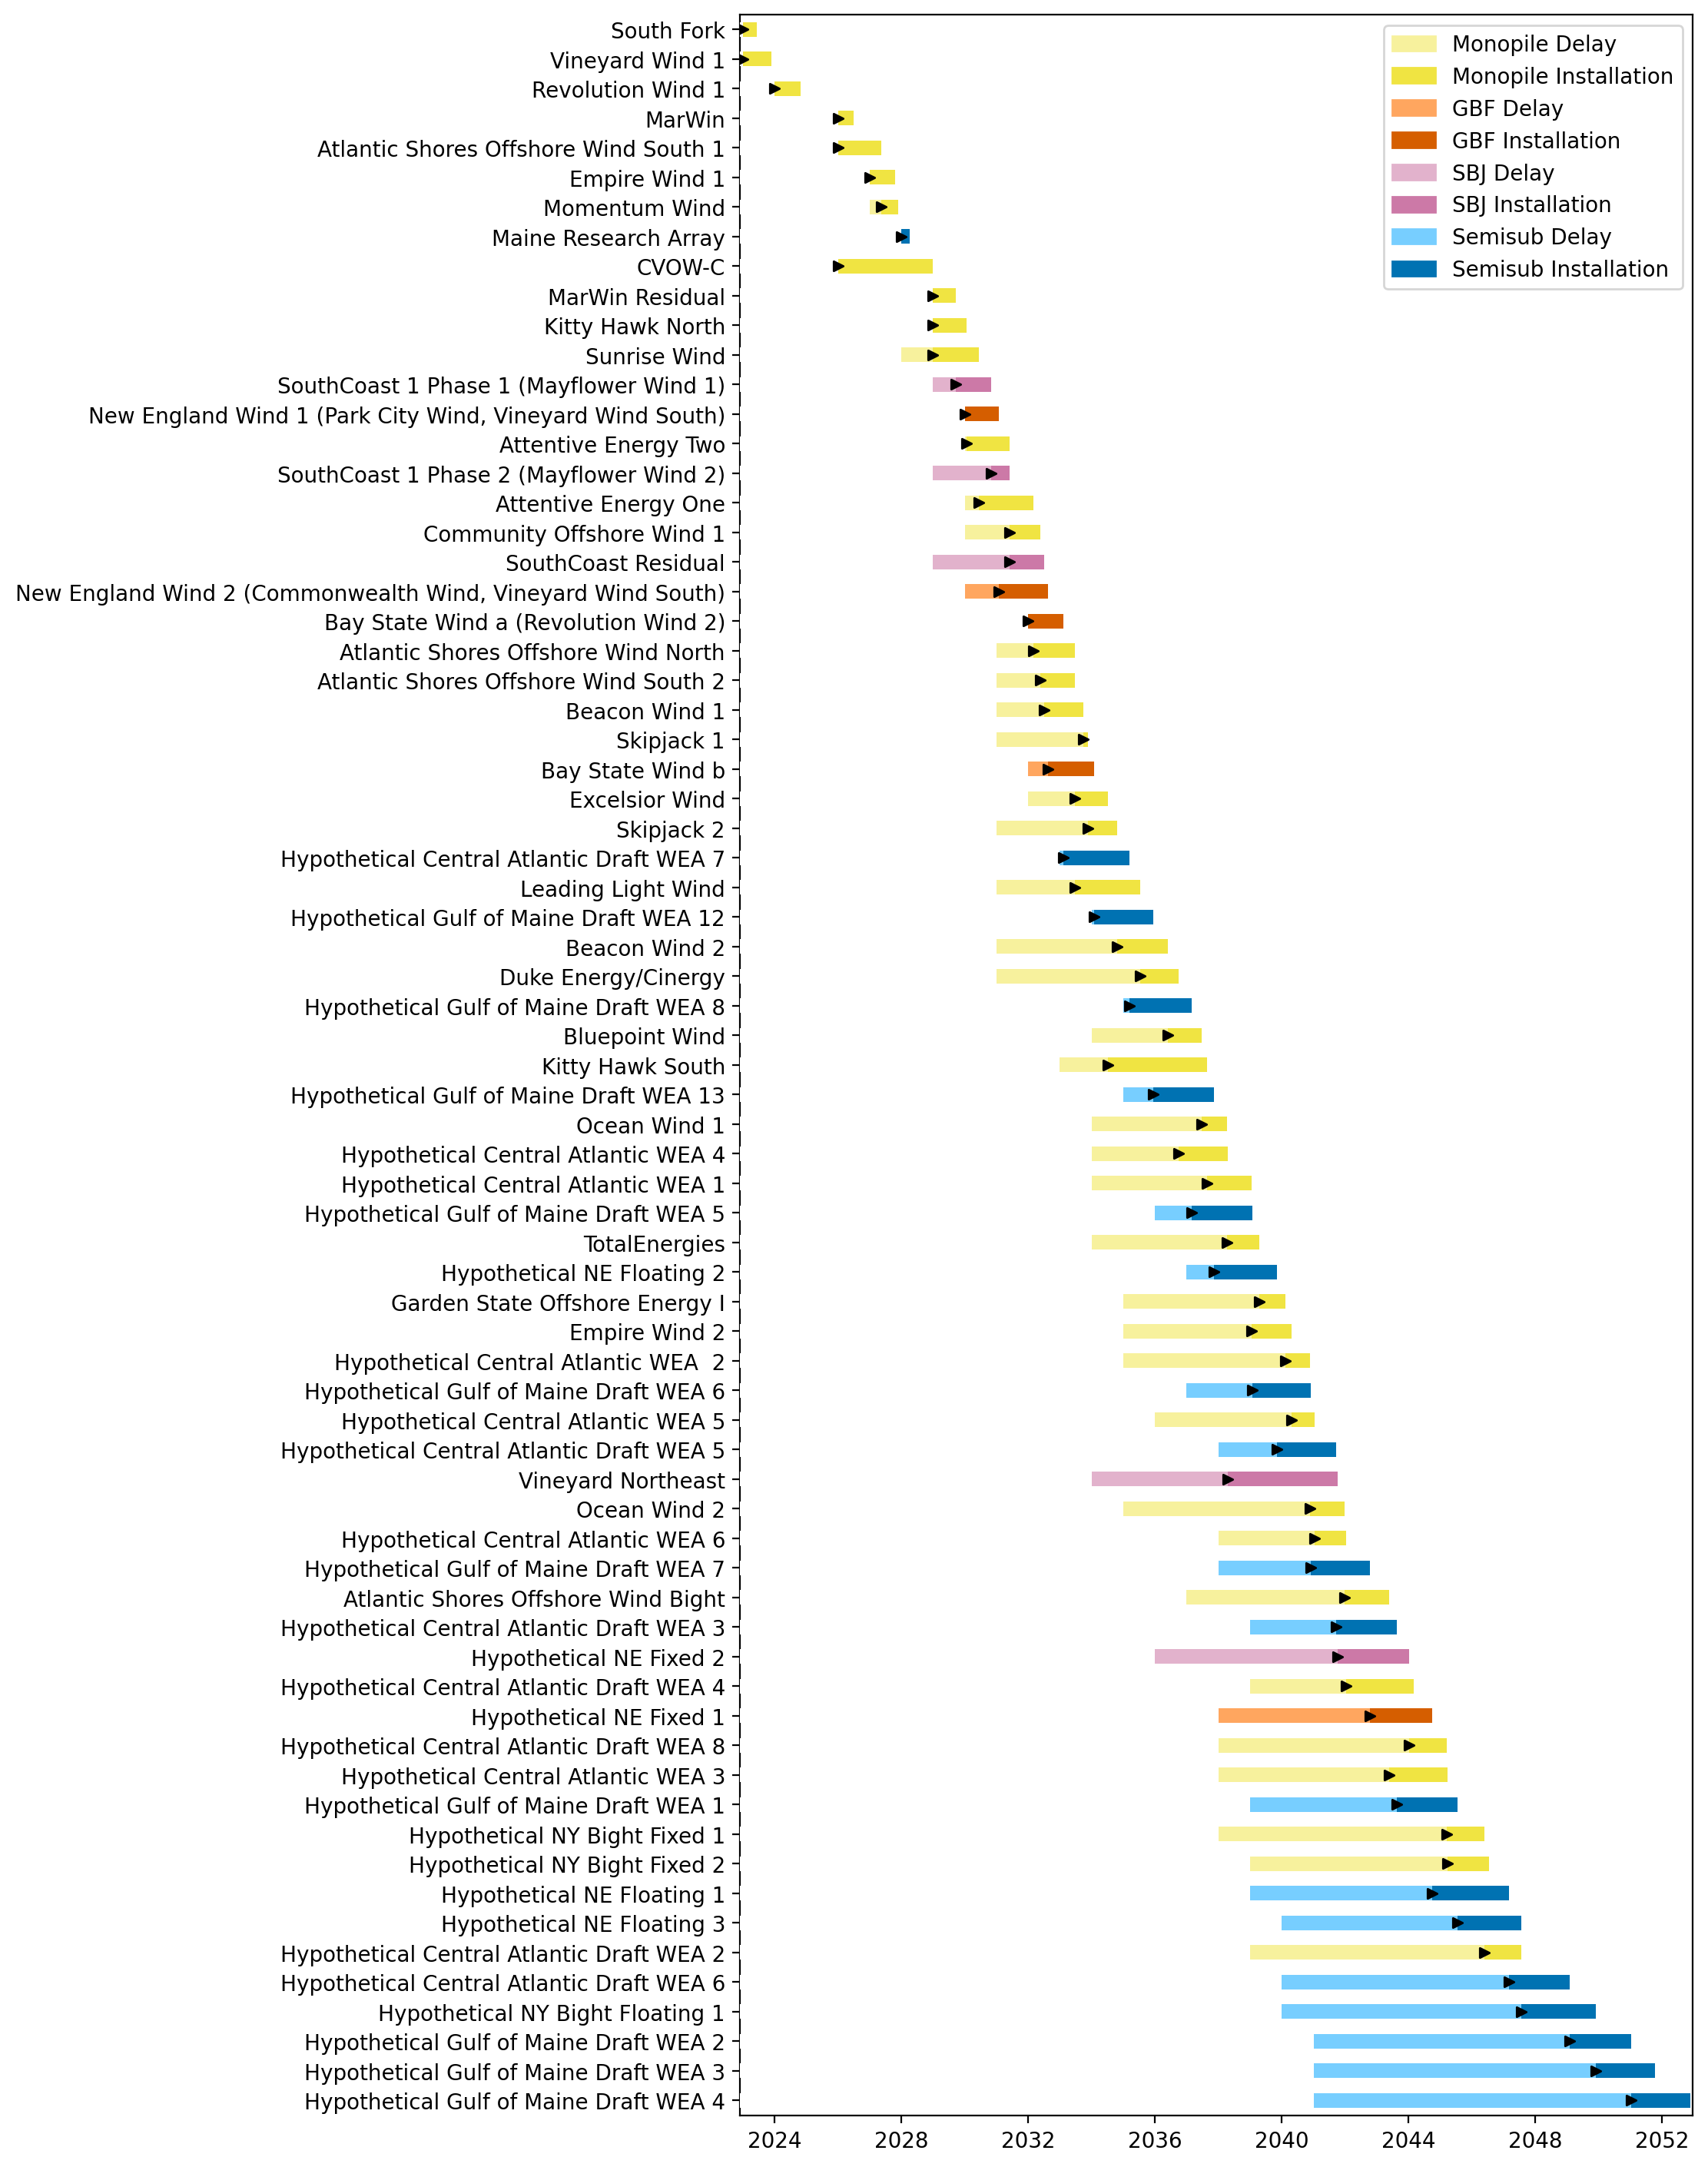 South Fork
Vineyard Wind 1
Revolution Wind 1
MarWin
Atlantic Shores Offshore Wind South 1
Empire Wind 1
Momentum Wind
Maine Research Array
CVOW-C
MarWin Residual
Kitty Hawk North
Sunrise Wind
SouthCoast 1 Phase 1 (Mayflower Wind 1)
New England Wind 1 (Park City Wind, Vineyard Wind South)
Attentive Energy Two
SouthCoast 1 Phase 2 (Mayflower Wind 2)
Attentive Energy One
Community Offshore Wind 1
SouthCoast Residual
New England Wind 2 (Commonwealth Wind, Vineyard Wind South)
Bay State Wind a (Revolution Wind 2)
Atlantic Shores Offshore Wind North
Atlantic Shores Offshore Wind South 2
Beacon Wind 1
Skipjack 1
Bay State Wind b
Excelsior Wind
Skipjack 2
Hypothetical Central Atlantic Draft WEA 7
Leading Light Wind
Hypothetical Gulf of Maine Draft WEA 12
Beacon Wind 2
Duke Energy/Cinergy
Hypothetical Gulf of Maine Draft WEA 8
Bluepoint Wind
Kitty Hawk South
Hypothetical Gulf of Maine Draft WEA 13
Ocean Wind 1
Hypothetical Central Atlantic WEA 4
Hypothetical Central Atlantic WEA 1
Hypothetical Gulf of Maine Draft WEA 5
TotalEnergies
Hypothetical NE Floating 2
Garden State Offshore Energy I
Empire Wind 2
Hypothetical Central Atlantic WEA  2
Hypothetical Gulf of Maine Draft WEA 6
Hypothetical Central Atlantic WEA 5
Hypothetical Central Atlantic Draft WEA 5
Vineyard Northeast
Ocean Wind 2
Hypothetical Central Atlantic WEA 6
Hypothetical Gulf of Maine Draft WEA 7
Atlantic Shores Offshore Wind Bight
Hypothetical Central Atlantic Draft WEA 3
Hypothetical NE Fixed 2
Hypothetical Central Atlantic Draft WEA 4
Hypothetical NE Fixed 1
Hypothetical Central Atlantic Draft WEA 8
Hypothetical Central Atlantic WEA 3
Hypothetical Gulf of Maine Draft WEA 1
Hypothetical NY Bight Fixed 1
Hypothetical NY Bight Fixed 2
Hypothetical NE Floating 1
Hypothetical NE Floating 3
Hypothetical Central Atlantic Draft WEA 2
Hypothetical Central Atlantic Draft WEA 6
Hypothetical NY Bight Floating 1
Hypothetical Gulf of Maine Draft WEA 2
Hypothetical Gulf of Maine Draft WEA 3
Hypothetical Gulf of Maine Draft WEA 4
Monopile Delay
Monopile Installation
GBF Delay
GBF Installation
SBJ Delay
SBJ Installation
Semisub Delay
Semisub Installation
2024 2028 2032 2036 2040 2044 2048 2052